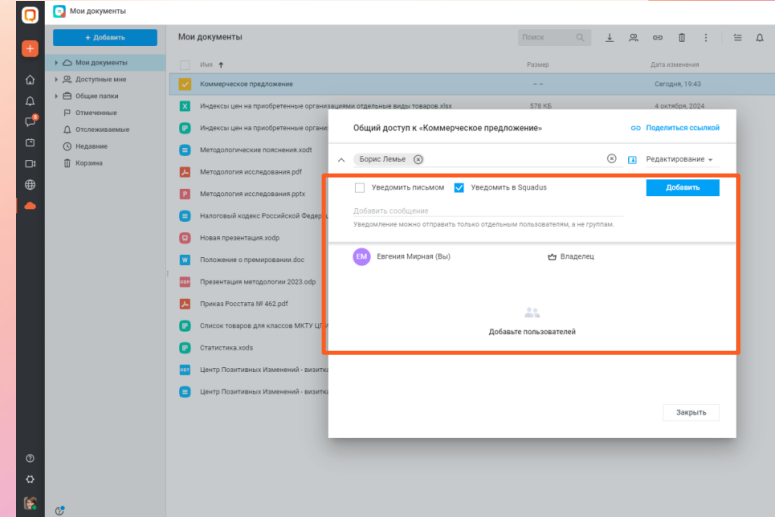 Мои документы
+ Добавить
Мои документы
Поиск
Мои документы
Доступные мне
Общие папки
Отмеченные
Отслеживаемые
Недавние
Корзина
Имя ↑ Размер Дата изменения
Коммерческое предложение -- Сегодня, 19:43
Индексы цен на приобретенные организациями отдельные виды товаров.xlsx 578 КБ 4 октября, 2024
Индексы цен на приобретенные органи
Методологические пояснения.xodt
Методология исследования.pdf
Методология исследования.pptx
Налоговый кодекс Российской Федер
Новая презентация.xodp
Положение о премировании.doc
Презентация методологии 2023.odp
Приказ Росстата № 462.pdf
Список товаров для классов МКТУ
Статистика.xods
Центр Позитивных Изменений - визитк
Центр Позитивных Изменений - визитк
Общий доступ к «Коммерческое предложение»
Поделиться ссылкой
Борис Лемье
Редактирование
Уведомить письмом
Уведомить в Squadus
Добавить
Добавить сообщение
Уведомление можно отправить только отдельным пользователям, а не группам.
ЕМ Евгения Мирная (Вы) Владелец
Добавьте пользователей
Закрыть